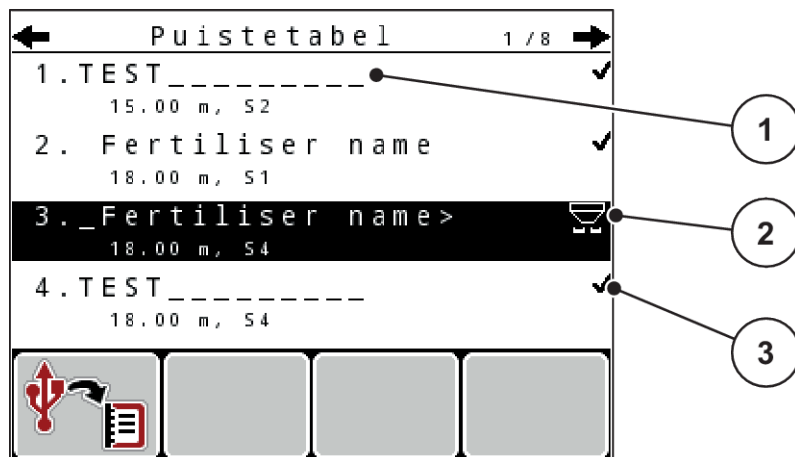 Puistetabel 1/8
1.TEST_________
15.00 m, S2
2. Fertiliser name
18.00 m, S1
3._Fertiliser name>
18.00 m, S4
4.TEST_________
18.00 m, S4
1
2
3